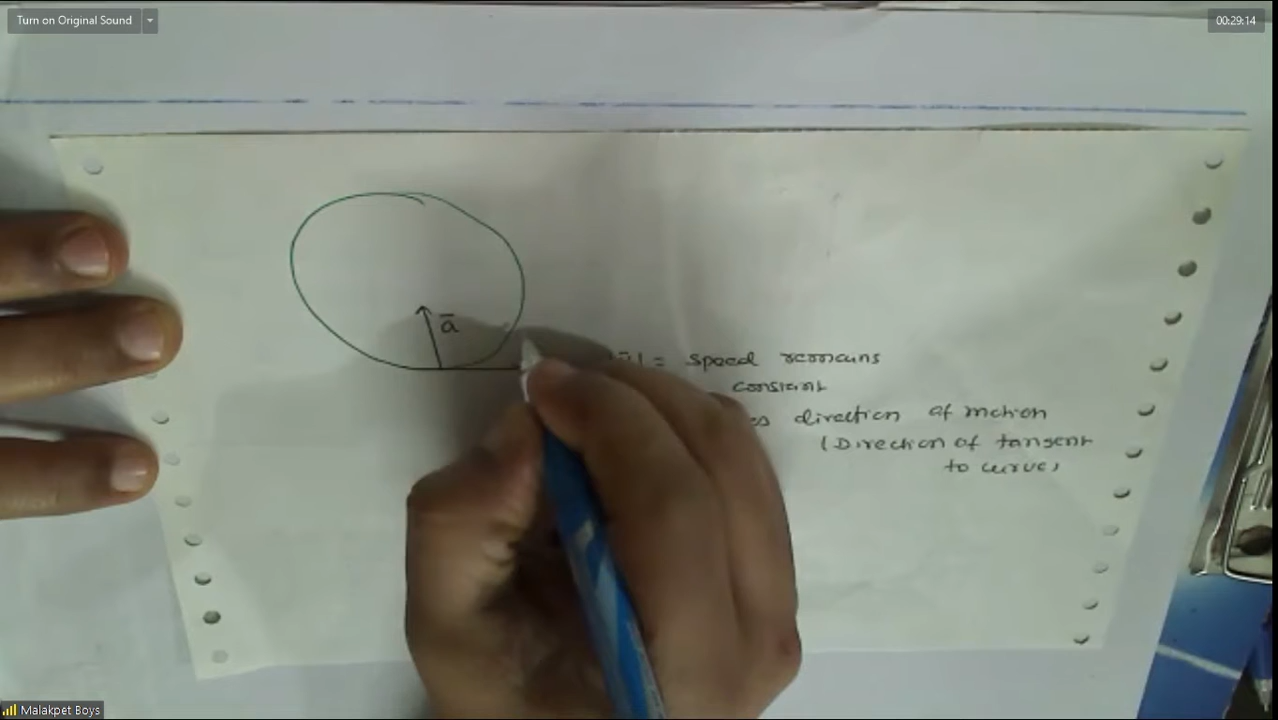 Turn on Original Sound
00:29:14
ā
= speed remains
constant
direction of motion
(Direction of tangent
to curve)
Malakpet Boys